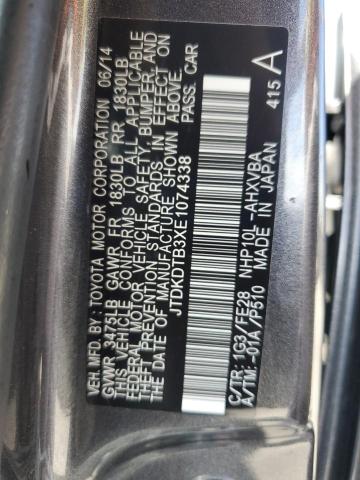 VEH. MFD. BY: TOYOTA MOTOR CORPORATION 06/14
GVWR 3475LB GAWR FR 1830LB RR 1830LB
THIS VEHICLE CONFORMS TO ALL APPLICABLE
FEDERAL MOTOR VEHICLE SAFETY, BUMPER, AND
THEFT PREVENTION STANDARDS IN EFFECT ON
THE DATE OF MANUFACTURE SHOWN ABOVE.
JTDKDTB3XE1074338 PASS. CAR
C/TR: 1G3/FE28 NHP10L-AHXVBA 415 A
A/TM: -01A/P510 MADE IN JAPAN